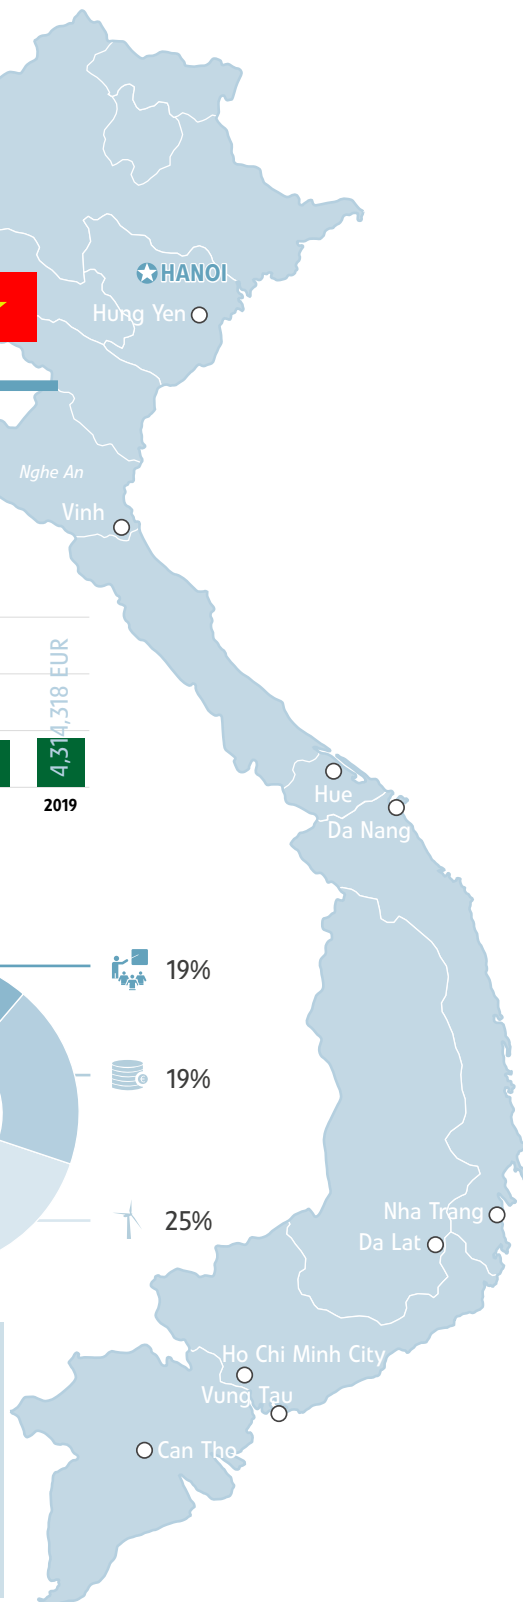 HANOI
Hung Yen
Nghe An
Vinh
4,314,318 EUR
2019
Hue
Da Nang
19%
19%
Nha Trang
25%
Da Lat
Ho Chi Minh City
Vung Tau
Can Tho